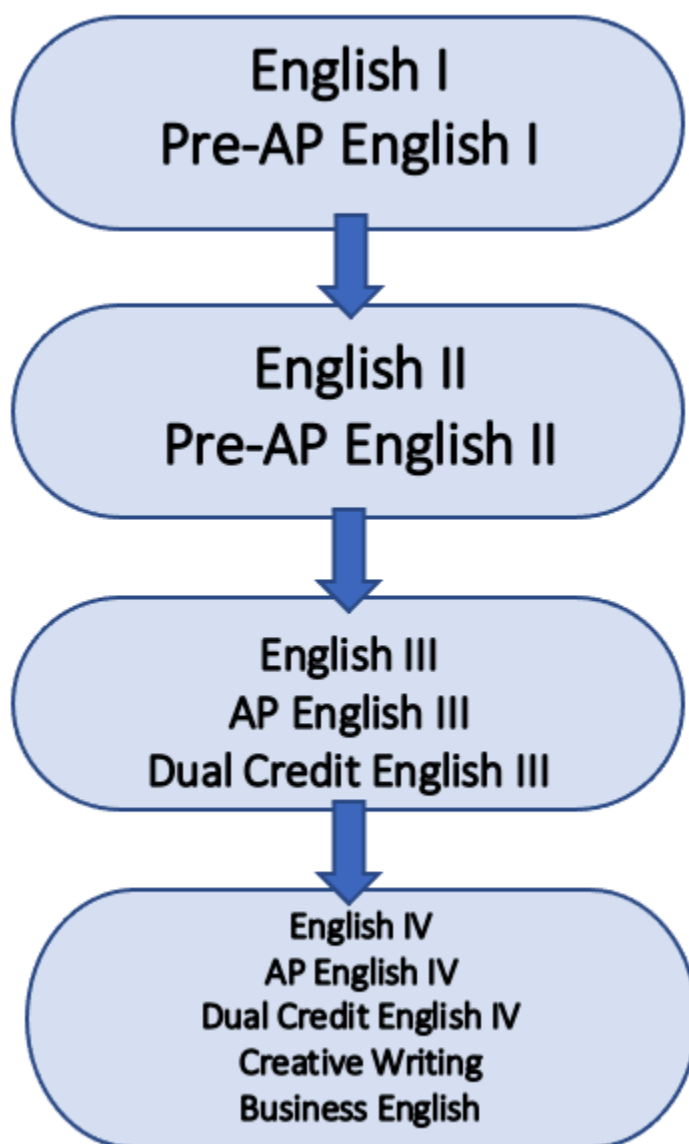 English I
Pre-AP English I
English II
Pre-AP English II
English III
AP English III
Dual Credit English III
English IV
AP English IV
Dual Credit English IV
Creative Writing
Business English